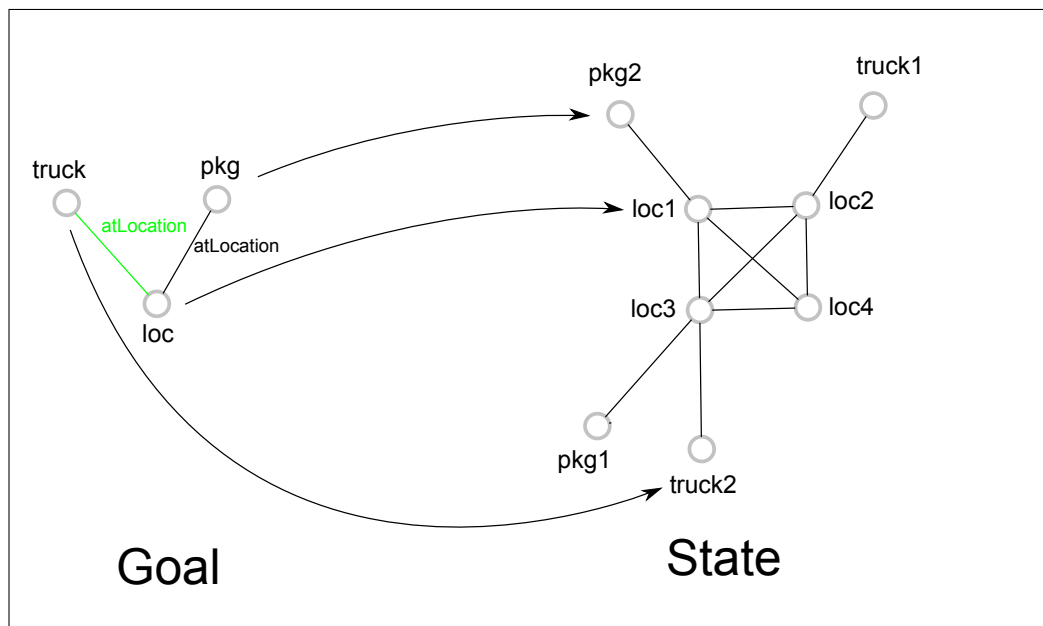 truck
pkg
atLocation
atLocation
loc
Goal
pkg2
truck1
loc1
loc2
loc3
loc4
pkg1
truck2
State